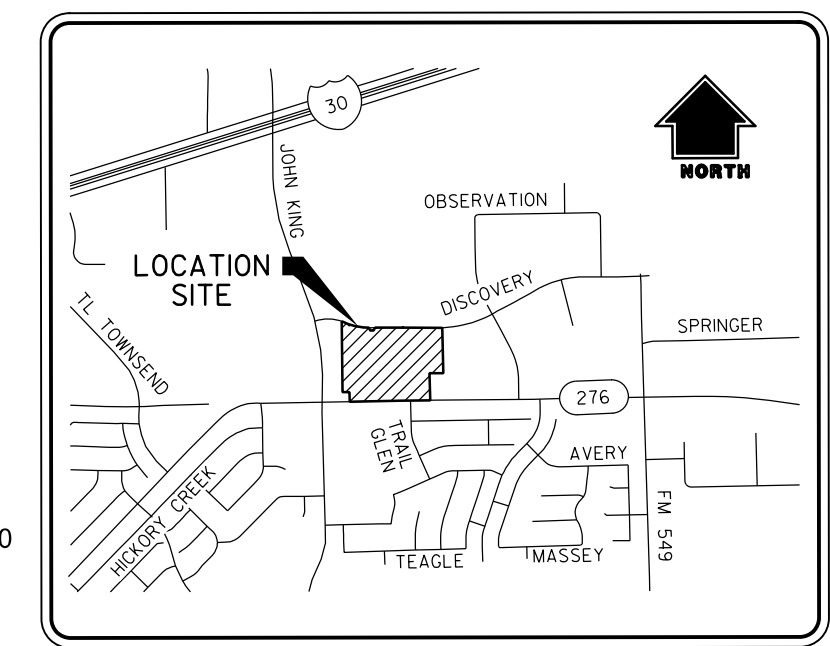 30
NORTH
JOHN KING
OBSERVATION
LOCATION
SITE
DISCOVERY
TL TOWNSEND
SPRINGER
276
TRAIL
GLEN
AVERY
HICKORY CREEK
FM 549
0
TEAGLE
MASSEY